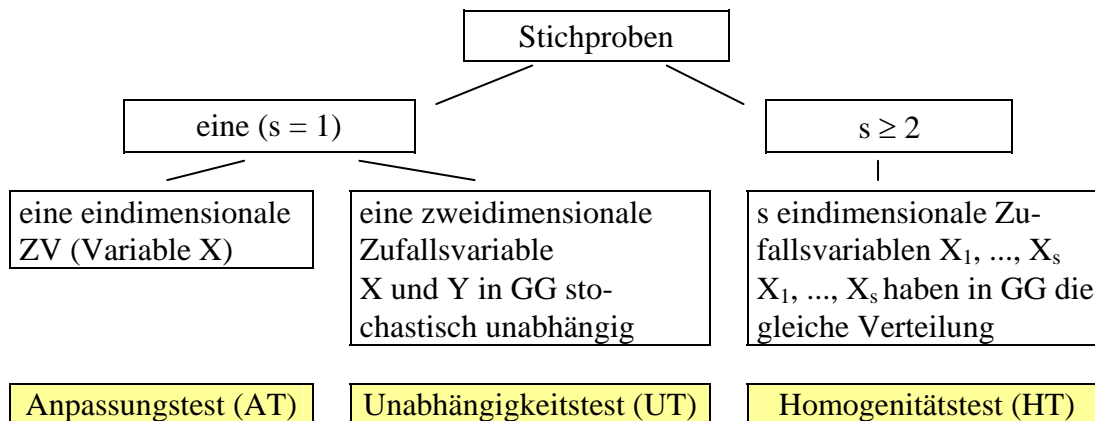 Stichproben
eine (s = 1)
s ≥ 2
eine eindimensionale
ZV (Variable X)
eine zweidimensionale
Zufallsvariable
X und Y in GG sto-
chastisch unabhängig
s eindimensionale Zu-
fallsvariablen X₁, ..., Xₛ
X₁, ..., Xₛ haben in GG die
gleiche Verteilung
Anpassungstest (AT)
Unabhängigkeitstest (UT)
Homogenitätstest (HT)